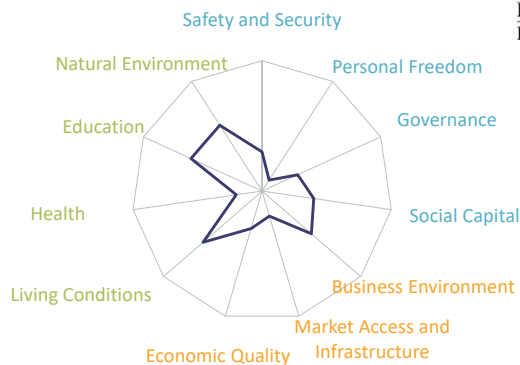 Safety and Security
Natural Environment
Personal Freedom
Education
Governance
Health
Social Capital
Living Conditions
Business Environment
Market Access and
Infrastructure
Economic Quality